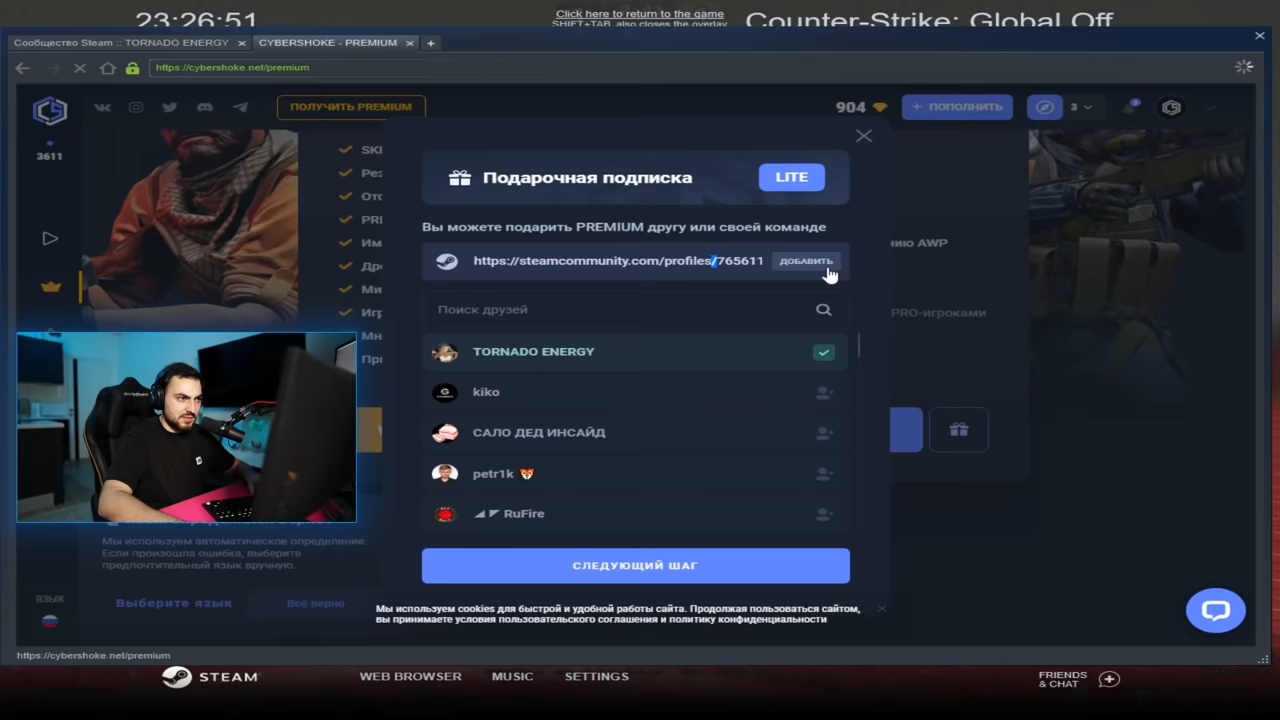 23:26:51
Click here to return to the game
SHIFT+TAB also closes the overlay
Counter-Strike: Global Off
Сообщество Steam :: TORNADO ENERGY
CYBERSHOKE - PREMIUM
https://cybershoke.net/premium
ПОЛУЧИТЬ PREMIUM
904
+ ПОПОЛНИТЬ
3
3611
Подарочная подписка
LITE
Вы можете подарить PREMIUM другу или своей команде
https://steamcommunity.com/profiles/765611
ДОБАВИТЬ
нию AWP
Поиск друзей
PRO-игроками
TORNADO ENERGY
kiko
САЛО ДЕД ИНСАЙД
petr1k
RuFire
СЛЕДУЮЩИЙ ШАГ
Мы используем автоматическое определение.
Если произошла ошибка, выберите
предпочтительный язык вручную.
ЯЗЫК
Выберите язык
Всё верно
Мы используем cookies для быстрой и удобной работы сайта. Продолжая пользоваться сайтом,
вы принимаете условия пользовательского соглашения и политику конфиденциальности
https://cybershoke.net/premium
STEAM
WEB BROWSER
MUSIC
SETTINGS
FRIENDS
& CHAT